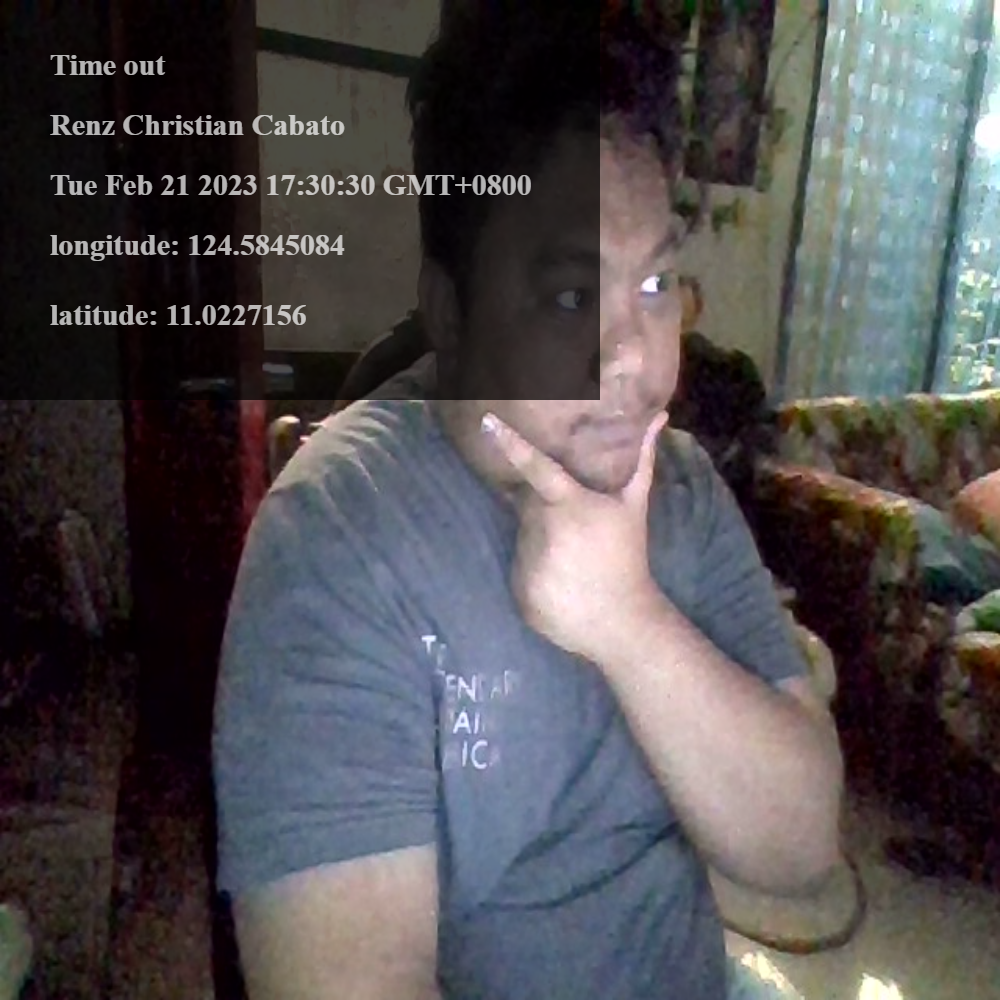 Time out
Renz Christian Cabato
Tue Feb 21 2023 17:30:30 GMT+0800
longitude: 124.5845084
latitude: 11.0227156